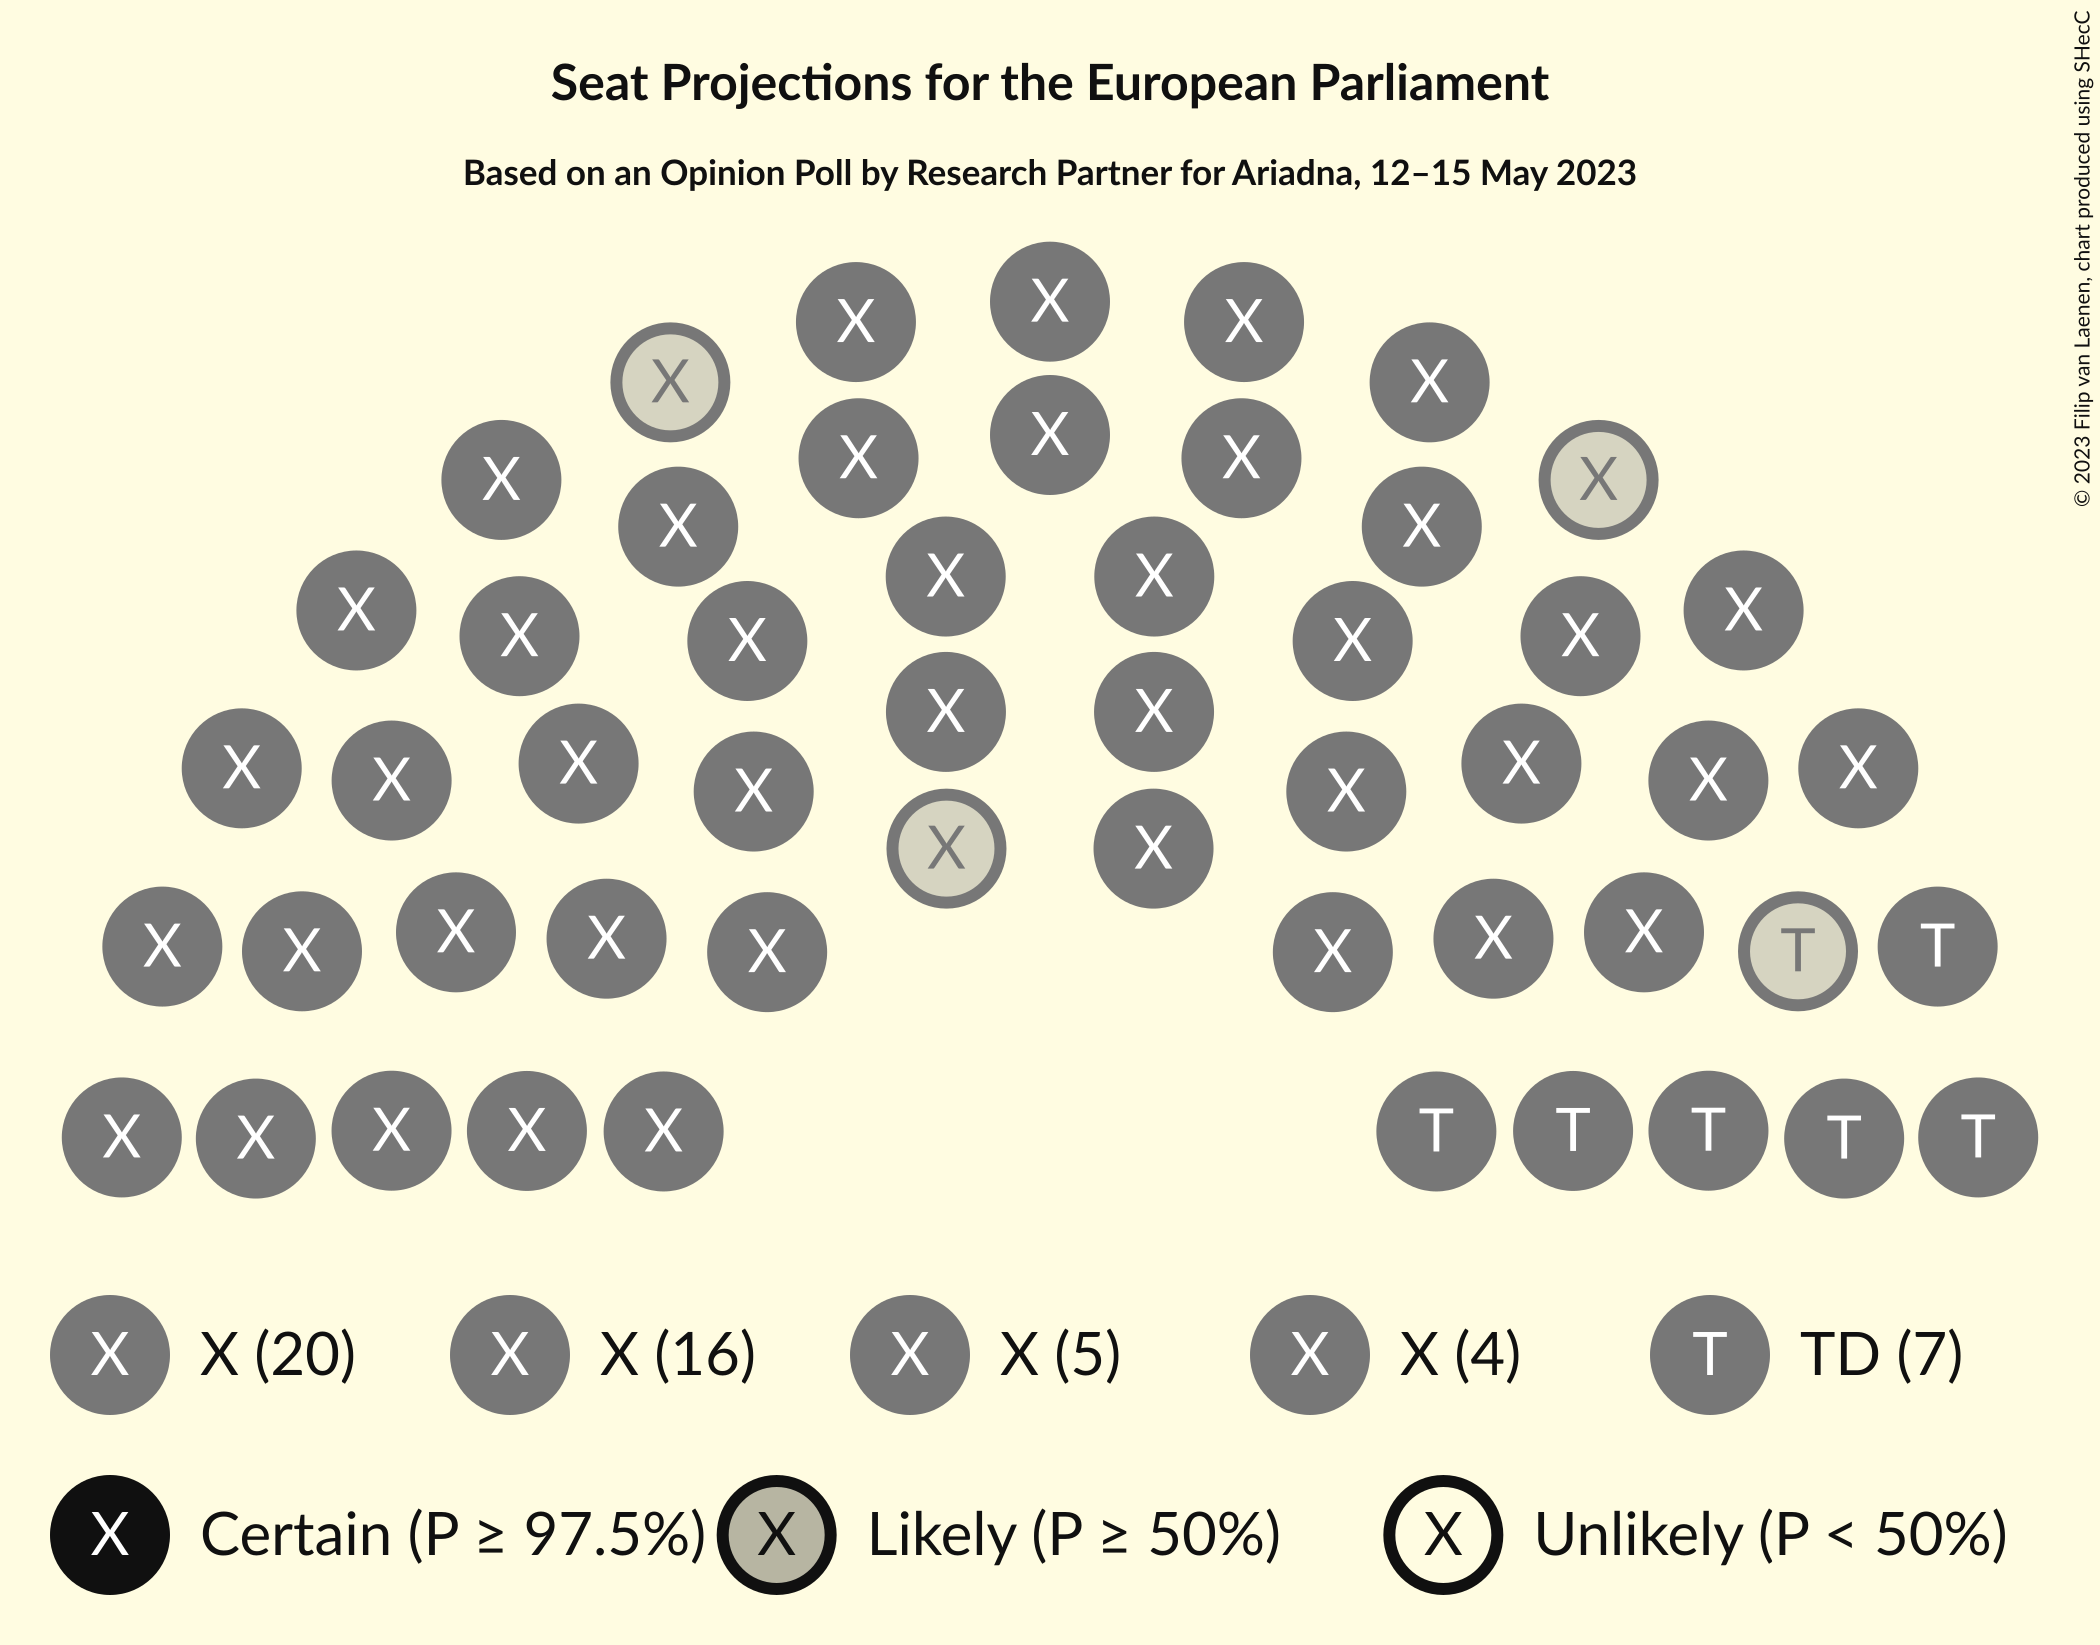 Seat Projections for the European Parliament
Based on an Opinion Poll by Research Partner for Ariadna, 12–15 May 2023
© 2023 Filip van Laenen, chart produced using SHecC
X
X X
X X
X
X X
X X
X X
X X
X X
X X
X X
X X
X X
X X
X X X X X X X X
X X
X X X X X X X X T T
X X X X X T T T T T
X X (20) X X (16) X X (5) X X (4) T TD (7)
X Certain (P ≥ 97.5%) X Likely (P ≥ 50%) X Unlikely (P < 50%)